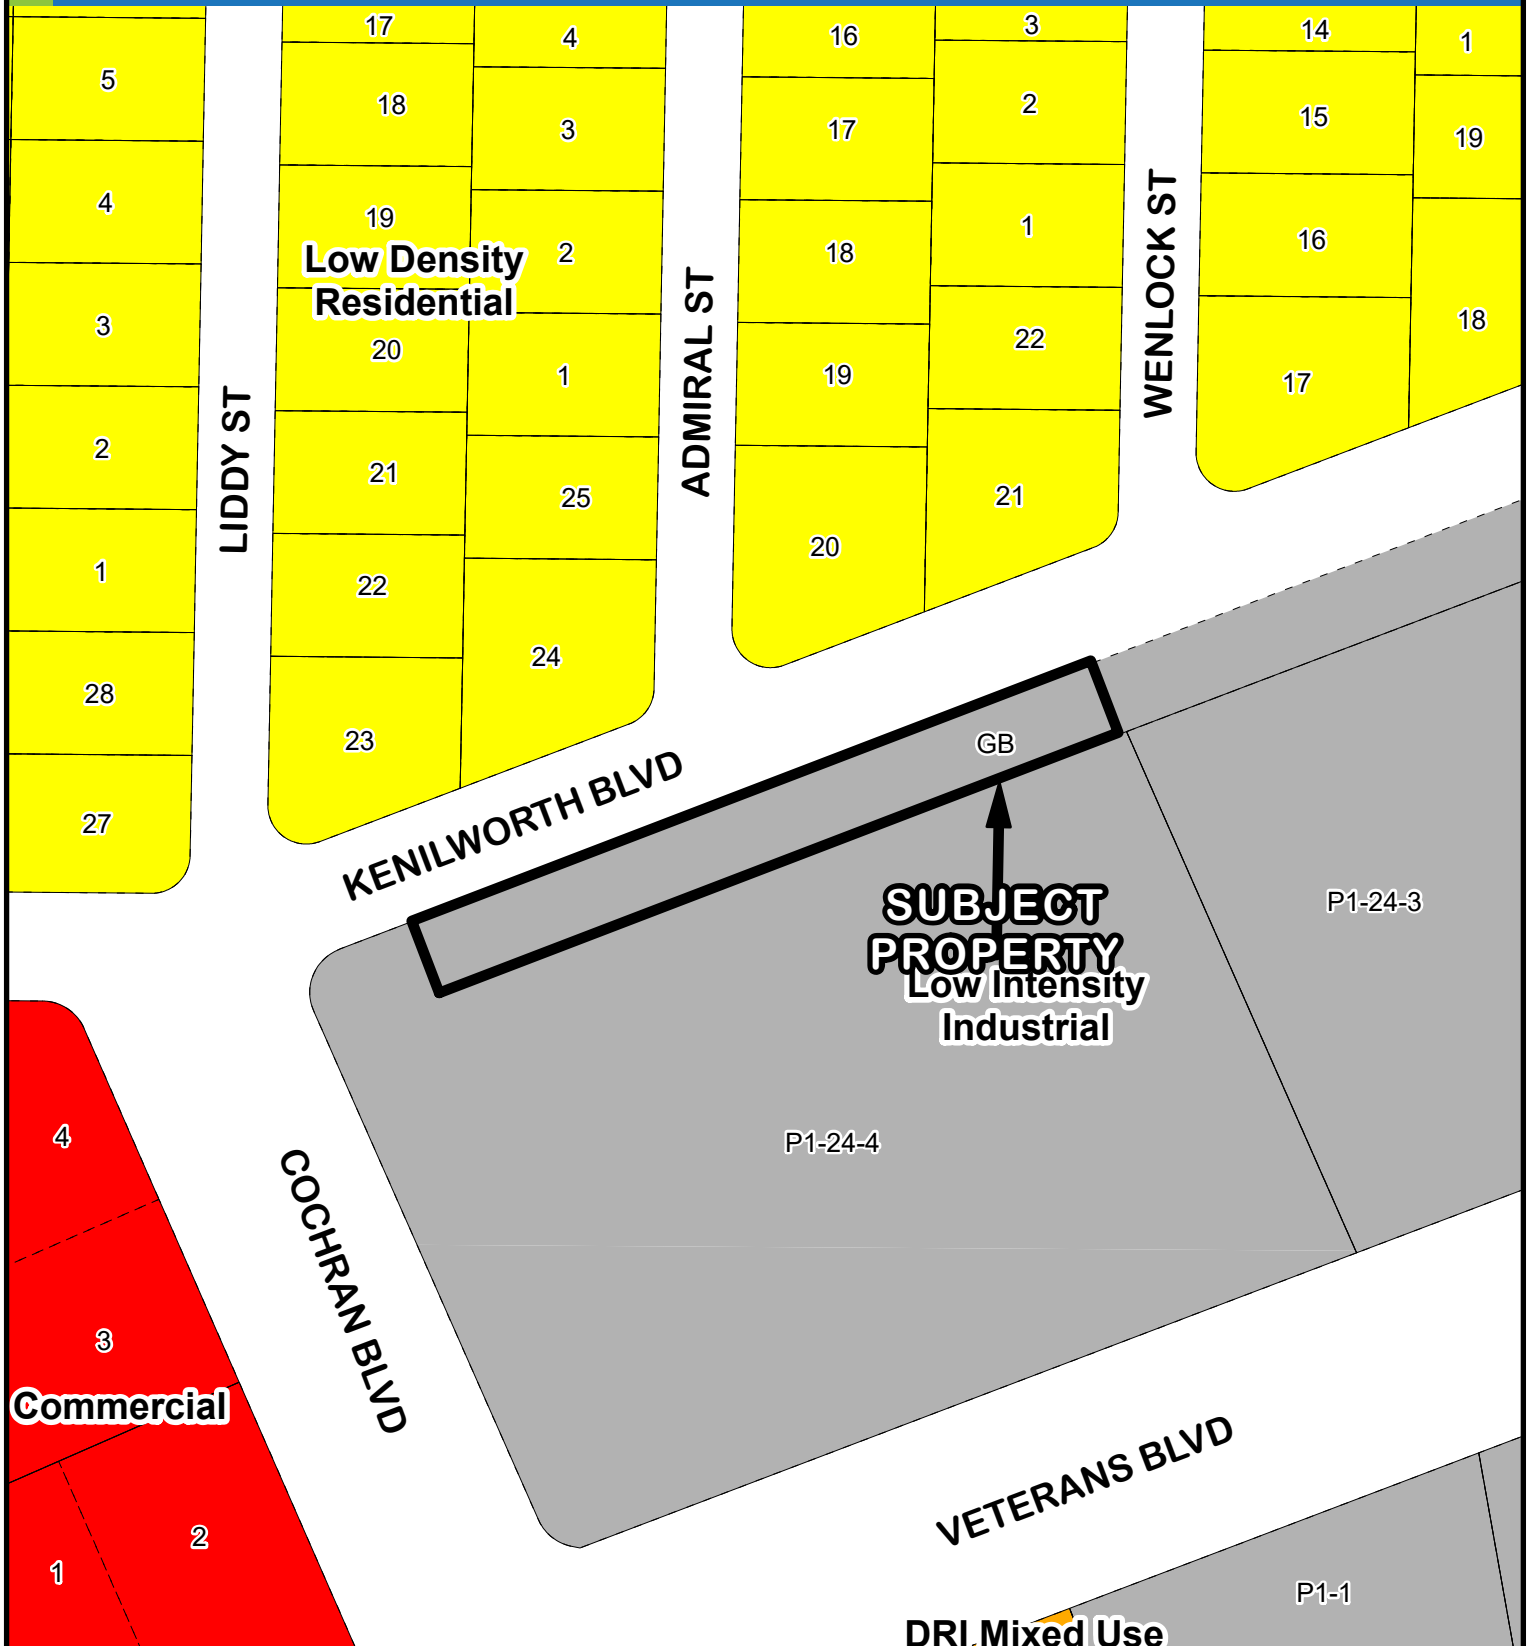 17
4
16
3
14
1
5
18
3
17
2
15
19
4
19
2
18
1
16
Low Density
Residential
3
20
1
19
22
17
18
LIDDY ST
ADMIRAL ST
WENLOCK ST
2
21
25
20
21
1
22
24
28
23
27
KENILWORTH BLVD
GB
SUBJECT
PROPERTY
Low Intensity
Industrial
P1-24-3
P1-24-4
4
3
Commercial
COCHRAN BLVD
2
1
VETERANS BLVD
P1-1
DRI Mixed Use